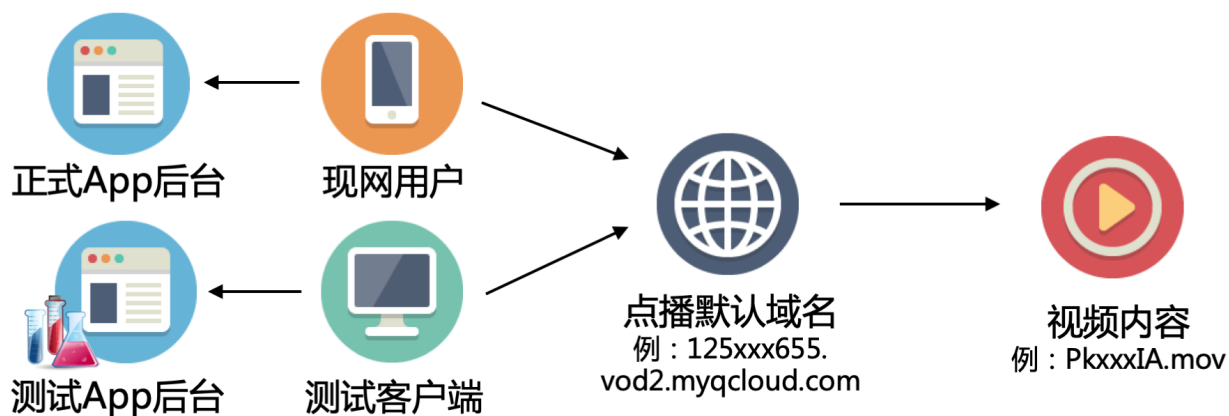 正式App后台
现网用户
测试App后台
测试客户端
点播默认域名
例：125xxx655.
vod2.myqcloud.com
视频内容
例：PkxxxIA.mov